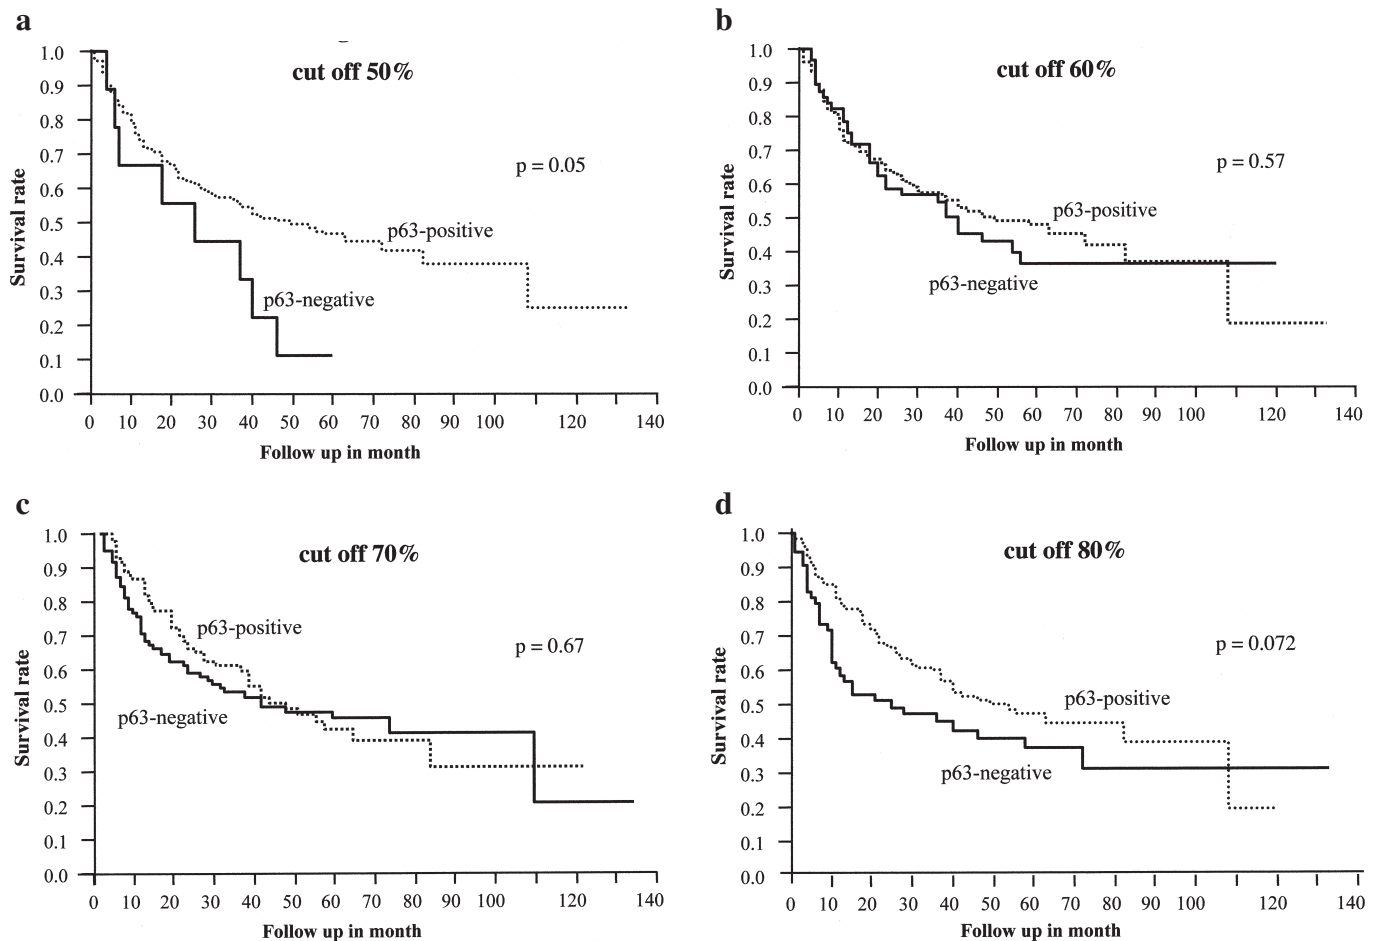 a
cut off 50%
1.0
0.9
0.8
0.7
0.6
0.5
0.4
0.3
0.2
0.1
0.0
Survival rate
p = 0.05
p63-positive
p63-negative
0 10 20 30 40 50 60 70 80 90 100 120 140
Follow up in month
b
cut off 60%
1.0
0.9
0.8
0.7
0.6
0.5
0.4
0.3
0.2
0.1
0.0
Survival rate
p = 0.57
p63-positive
p63-negative
0 10 20 30 40 50 60 70 80 90 100 120 140
Follow up in month
c
cut off 70%
1.0
0.9
0.8
0.7
0.6
0.5
0.4
0.3
0.2
0.1
0.0
Survival rate
p63-positive
p = 0.67
p63-negative
0 10 20 30 40 50 60 70 80 90 100 120 140
Follow up in month
d
cut off 80%
1.0
0.9
0.8
0.7
0.6
0.5
0.4
0.3
0.2
0.1
0.0
Survival rate
p = 0.072
p63-positive
p63-negative
0 10 20 30 40 50 60 70 80 90 100 120 140
Follow up in month